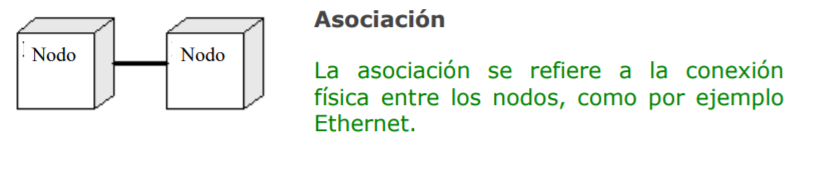 Asociación
Nodo
Nodo
La asociación se refiere a la conexión
física entre los nodos, como por ejemplo
Ethernet.